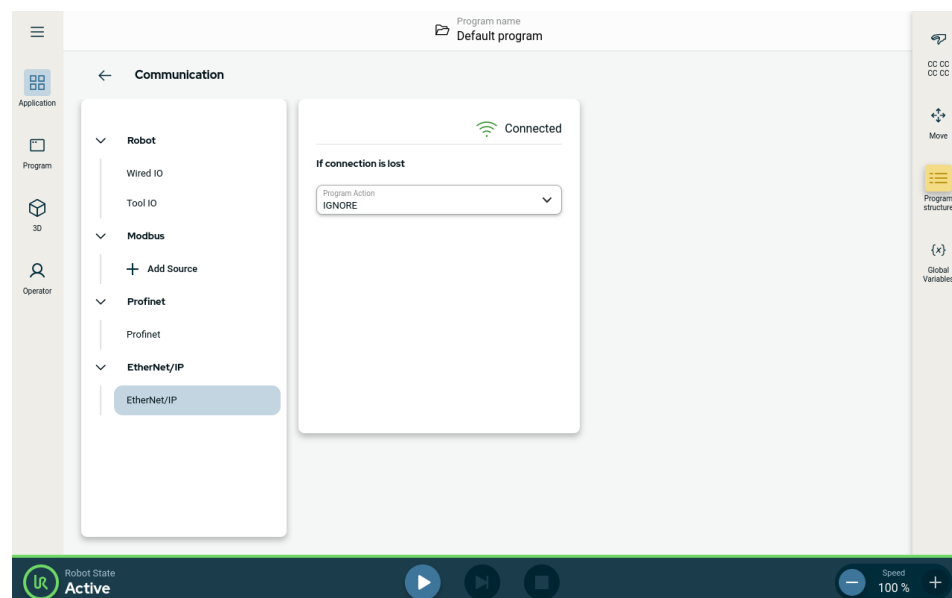 Program name
Default program
Application
Program
3D
Operator
Communication
Robot
Wired IO
Tool IO
Modbus
Add Source
Profinet
Profinet
EtherNet/IP
EtherNet/IP
Connected
If connection is lost
Program Action
IGNORE
CC CC
CC CC
Move
Program
structure
{x}
Global
Variables
Robot State
Active
Speed
100 %